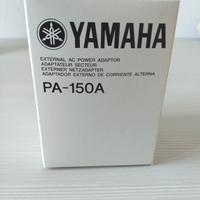 YAMAHA
EXTERNAL AC POWER ADAPTOR
ADAPTATEUR SECTEUR
EXTERNER NETZADAPTER
ADAPTADOR EXTERNO DE CORRIENTE ALTERNA
PA-150A